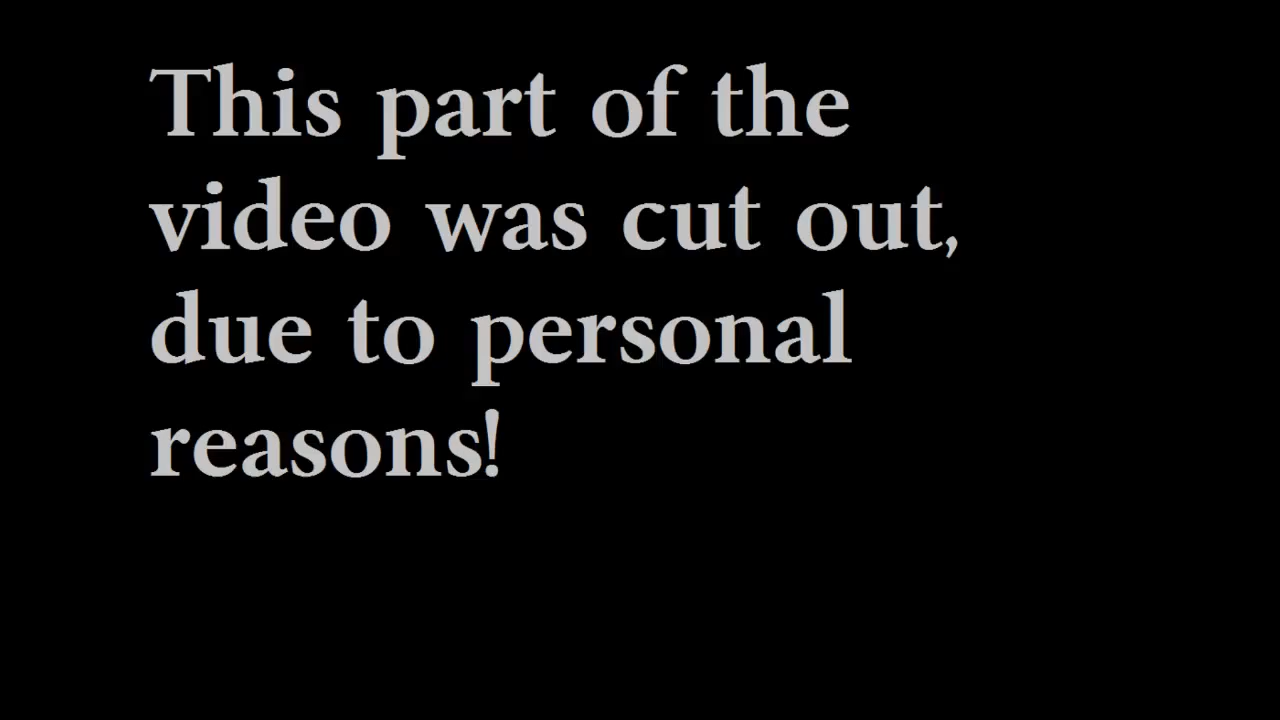 This part of the
video was cut out,
due to personal
reasons!